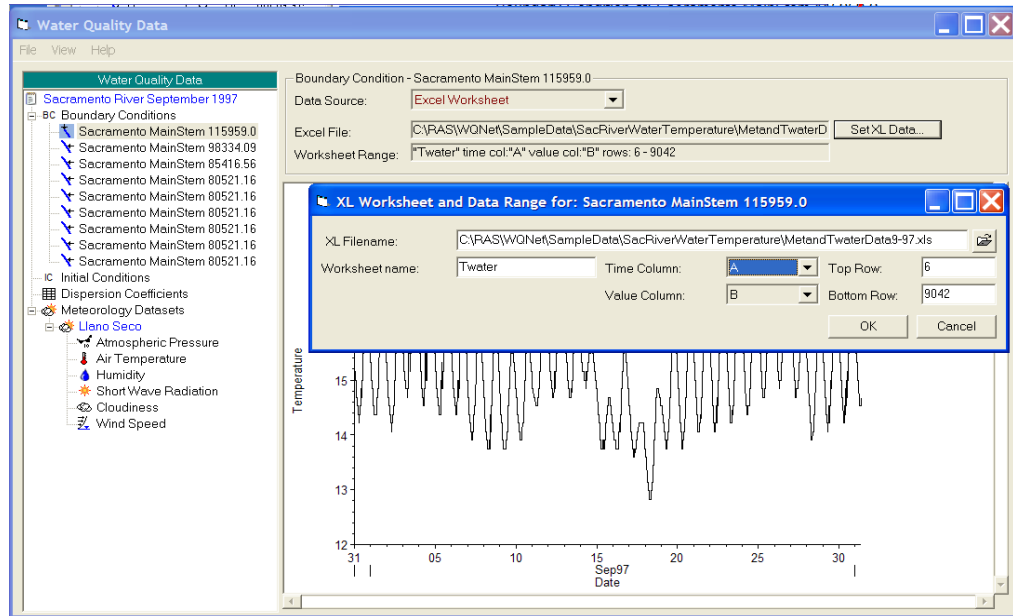 Water Quality Data
File View Help
Water Quality Data
Sacramento River September 1997
BC Boundary Conditions
Sacramento MainStem 115959.0
Sacramento MainStem 98334.09
Sacramento MainStem 85416.56
Sacramento MainStem 80521.16
Sacramento MainStem 80521.16
Sacramento MainStem 80521.16
Sacramento MainStem 80521.16
Sacramento MainStem 80521.16
Sacramento MainStem 80521.16
IC Initial Conditions
Dispersion Coefficients
Meteorology Datasets
Llano Seco
Atmospheric Pressure
Air Temperature
Humidity
Short Wave Radiation
Cloudiness
Wind Speed
Boundary Condition - Sacramento MainStem 115959.0
Data Source: Excel Worksheet
Excel File: C:\RAS\WQNet\SampleData\SacRiverWaterTemperature\MetandTwaterD Set XL Data...
Worksheet Range: "Twater" time col:"A" value col:"B" rows: 6 - 9042
XL Worksheet and Data Range for: Sacramento MainStem 115959.0
XL Filename: C:\RAS\WQNet\SampleData\SacRiverWaterTemperature\MetandTwaterData9-97.xls
Worksheet name: Twater Time Column: A Top Row: 6
Value Column: B Bottom Row: 9042
OK Cancel
Temperature
15
14
13
12
31 05 10 15 20 25 30
Sep97
Date